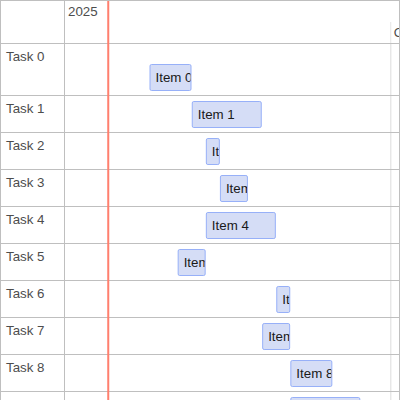 2025
Task 0
Item 0
Task 1
Item 1
Task 2
It
Task 3
Item
Task 4
Item 4
Task 5
Item
Task 6
It
Task 7
Item
Task 8
Item 8